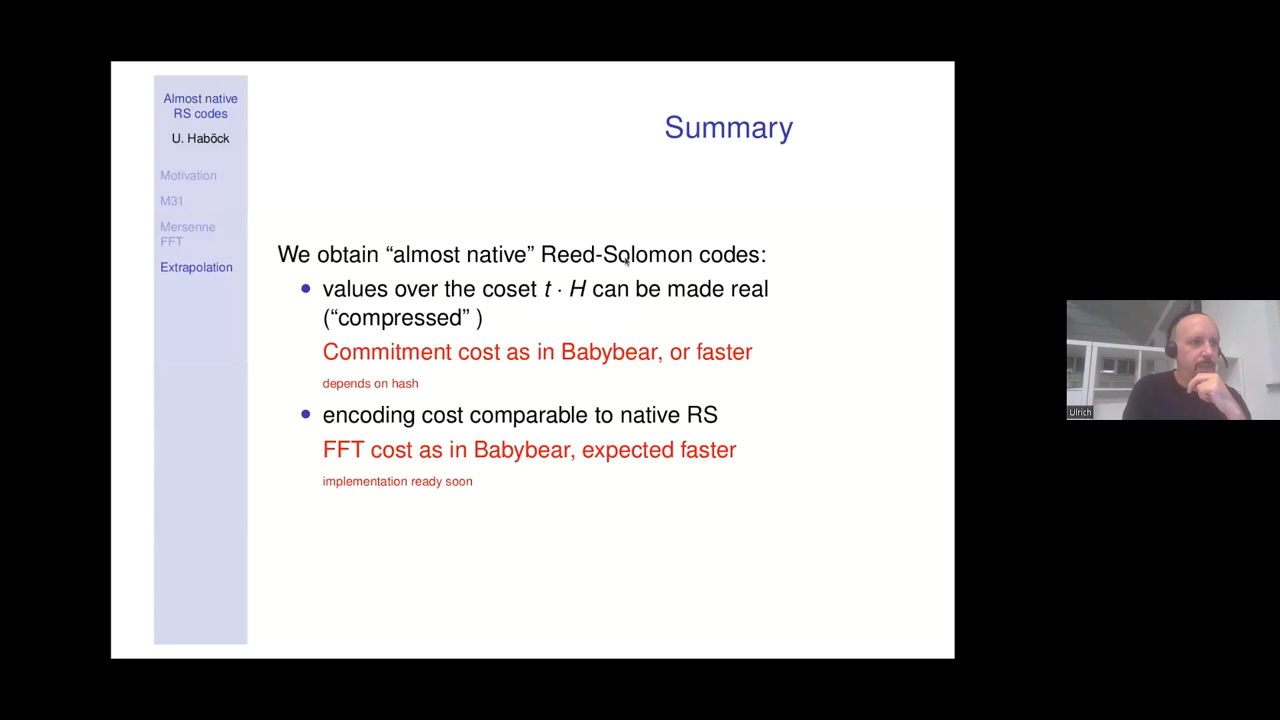 Almost native
RS codes
U. Haböck
Motivation
M31
Mersenne
FFT
Extrapolation
Summary
We obtain “almost native” Reed-Solomon codes:
• values over the coset t · H can be made real
(“compressed” )
Commitment cost as in Babybear, or faster
depends on hash
• encoding cost comparable to native RS
FFT cost as in Babybear, expected faster
implementation ready soon
Ulrich